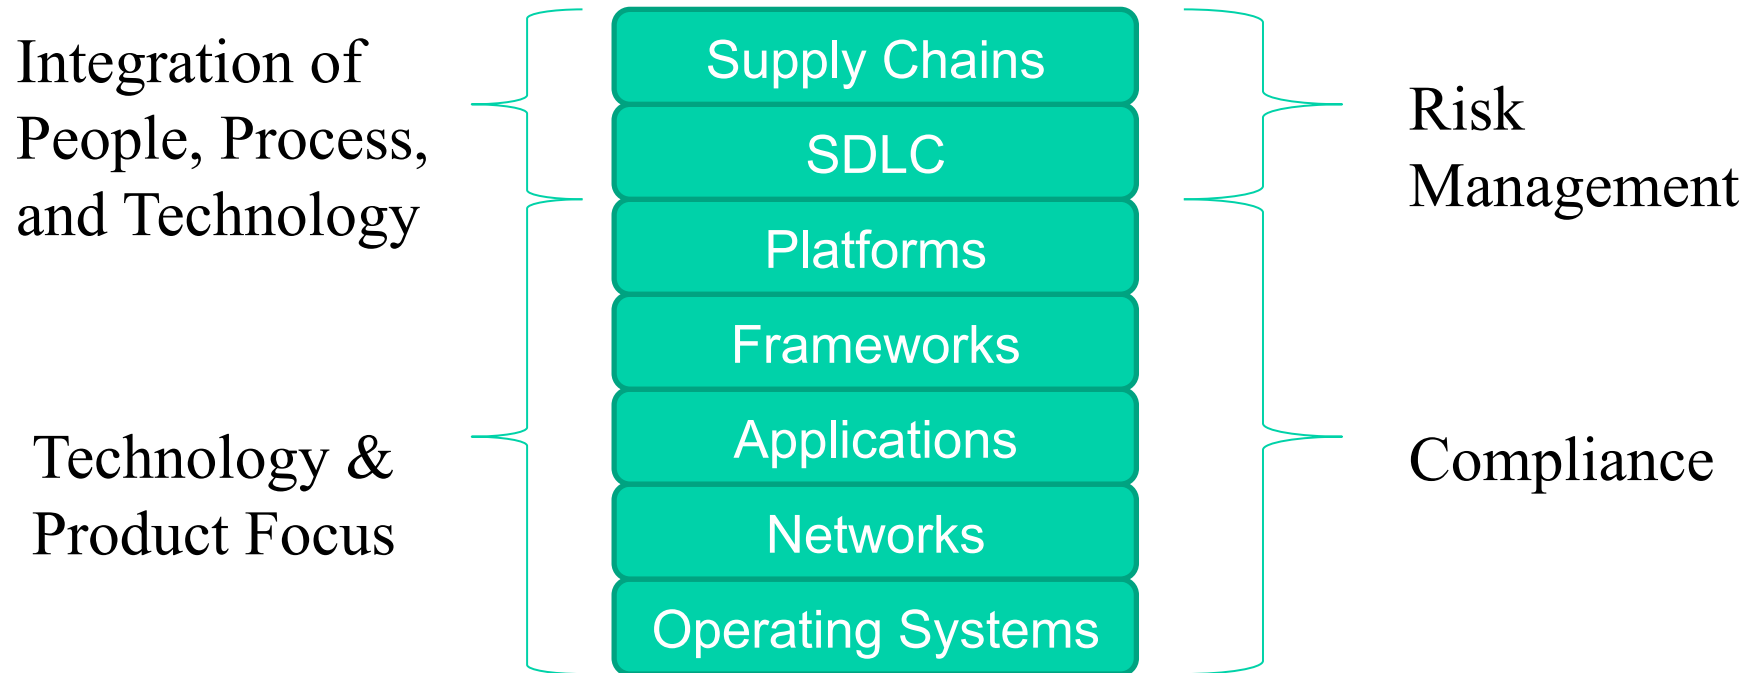 Integration of
People, Process,
and Technology
Technology &
Product Focus
Supply Chains
SDLC
Platforms
Frameworks
Applications
Networks
Operating Systems
Risk
Management
Compliance